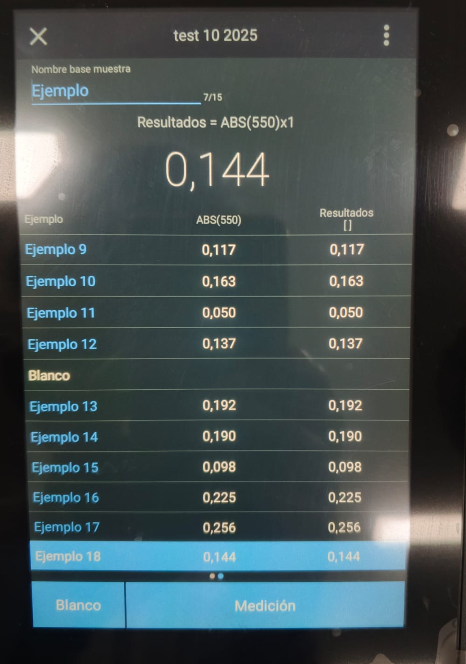 test 10 2025
Nombre base muestra
Ejemplo
7/15
Resultados = ABS(550)x1
0,144
Ejemplo ABS(550) Resultados
[ ]
Ejemplo 9 0,117 0,117
Ejemplo 10 0,163 0,163
Ejemplo 11 0,050 0,050
Ejemplo 12 0,137 0,137
Blanco
Ejemplo 13 0,192 0,192
Ejemplo 14 0,190 0,190
Ejemplo 15 0,098 0,098
Ejemplo 16 0,225 0,225
Ejemplo 17 0,256 0,256
Ejemplo 18 0,144 0,144
Blanco Medición